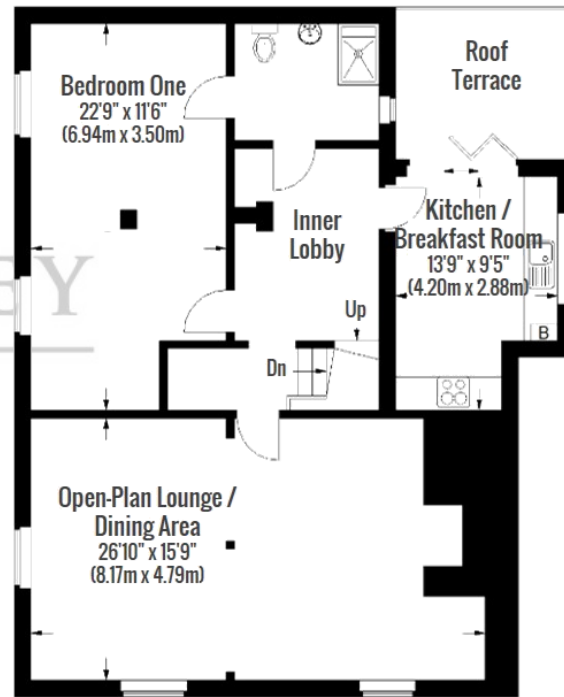 Bedroom One
22'9" x 11'6"
(6.94m x 3.50m)
Roof
Terrace
Inner
Lobby
Kitchen /
Breakfast Room
13'9" x 9'5"
(4.20m x 2.88m)
EY
Up
B
Dn
Open-Plan Lounge /
Dining Area
26'10" x 15'9"
(8.17m x 4.79m)